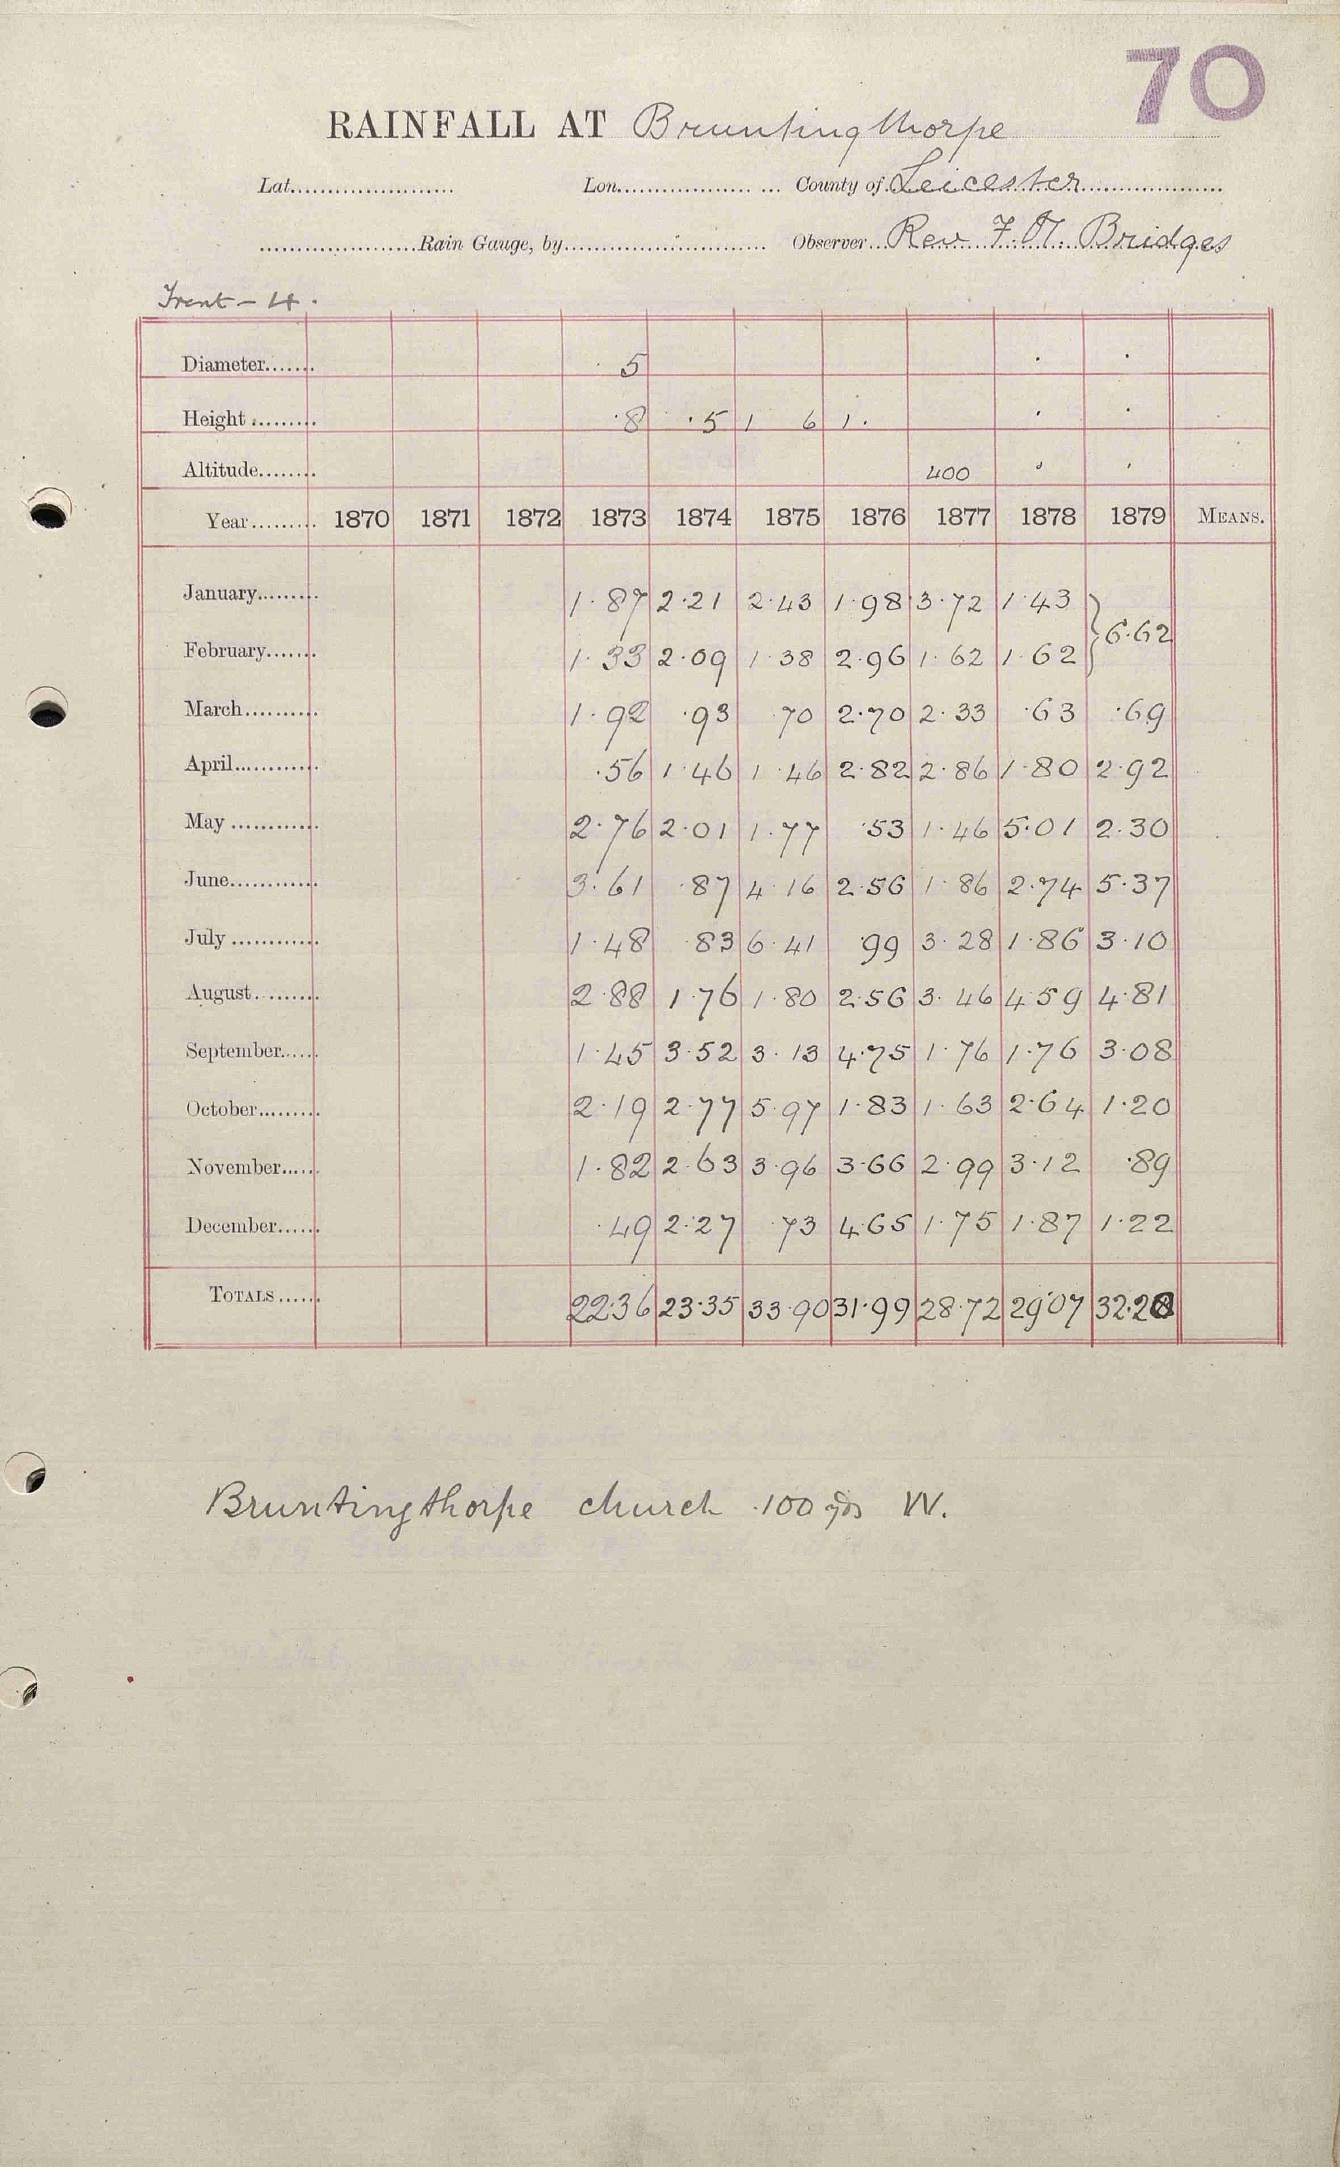 70
RAINFALL AT Bruntingthorpe
Lat. Lon. County of Leicester
Rain Gauge, by Observer Rev F. H. Bridges
Trent - 4.
Diameter 5
Height .8 .5 1 6 1.
Altitude 400
Year 1870 1871 1872 1873 1874 1875 1876 1877 1878 1879 MEANS.
January 1.87 2.21 2.43 1.98 3.72 1.43
6.62
February 1.33 2.09 1.38 2.96 1.62 1.62
March 1.92 .93 .70 2.70 2.33 .63 .69
April .56 1.46 1.46 2.82 2.86 1.80 2.92
May 2.76 2.01 1.77 .53 1.46 5.01 2.30
June 3.61 .87 4.16 2.56 1.86 2.74 5.37
July 1.48 .83 6.41 .99 3.28 1.86 3.10
August 2.88 1.76 1.80 2.56 3.46 4.59 4.81
September 1.45 3.52 3.13 4.75 1.76 1.76 3.08
October 2.19 2.77 5.97 1.83 1.63 2.64 1.20
November 1.82 2.63 3.96 3.66 2.99 3.12 .89
December .49 2.27 .73 4.65 1.75 1.87 1.22
TOTALS 22.36 23.35 33.90 31.99 28.72 29.07 32.20
Bruntingthorpe church 100 yds W.